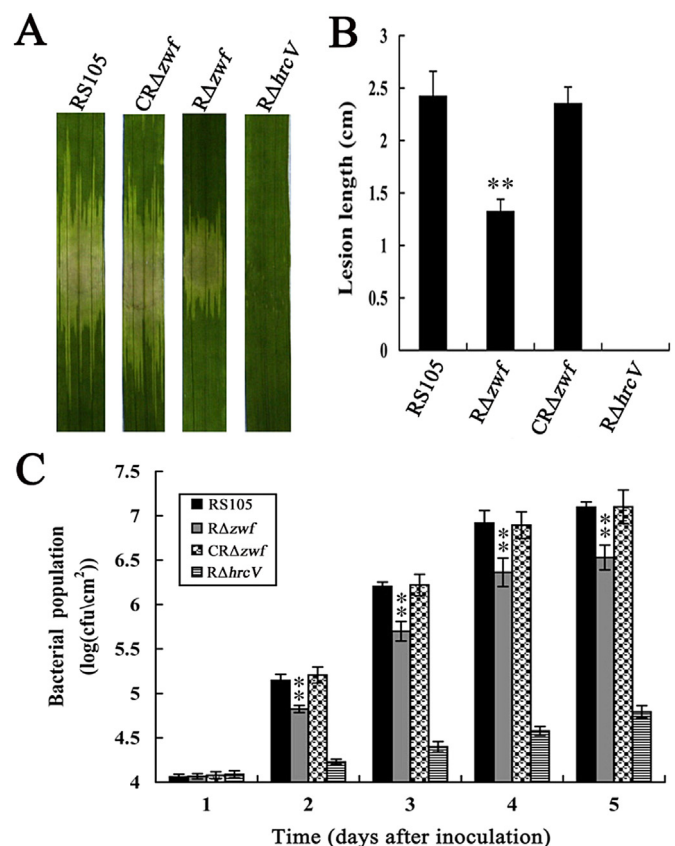 A
RS105
CRΔzwf
RΔzwf
RΔhrcV
B
Lesion length (cm)
3
2.5
2
1.5
1
0.5
0
**
RS105
RΔzwf
CRΔzwf
RΔhrcV
C
Bacterial population
(log(cfu\cm²))
7.5
7
6.5
6
5.5
5
4.5
4
RS105
RΔzwf
CRΔzwf
RΔhrcV
**
**
**
**
1 2 3 4 5
Time (days after inoculation)